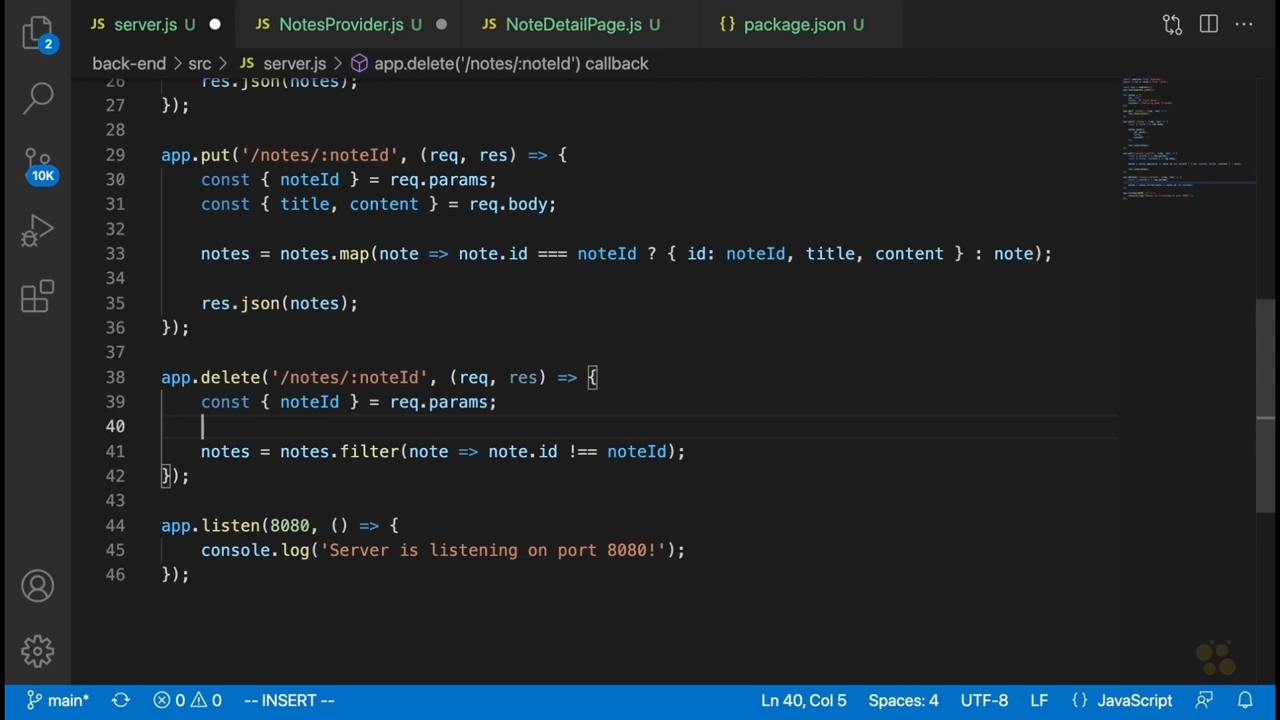 JS server.js U
JS NotesProvider.js U
JS NoteDetailPage.js U
{} package.json U
2
back-end > src > JS server.js > app.delete('/notes/:noteId') callback
26 res.json(notes);
27 });
28
29 app.put('/notes/:noteId', (req, res) => {
30 const { noteId } = req.params;
31 const { title, content } = req.body;
32
33 notes = notes.map(note => note.id === noteId ? { id: noteId, title, content } : note);
34
35 res.json(notes);
36 });
37
38 app.delete('/notes/:noteId', (req, res) => {
39 const { noteId } = req.params;
40
41 notes = notes.filter(note => note.id !== noteId);
42 });
43
44 app.listen(8080, () => {
45 console.log('Server is listening on port 8080!');
46 });
10K
main* 0 0 -- INSERT -- Ln 40, Col 5 Spaces: 4 UTF-8 LF {} JavaScript